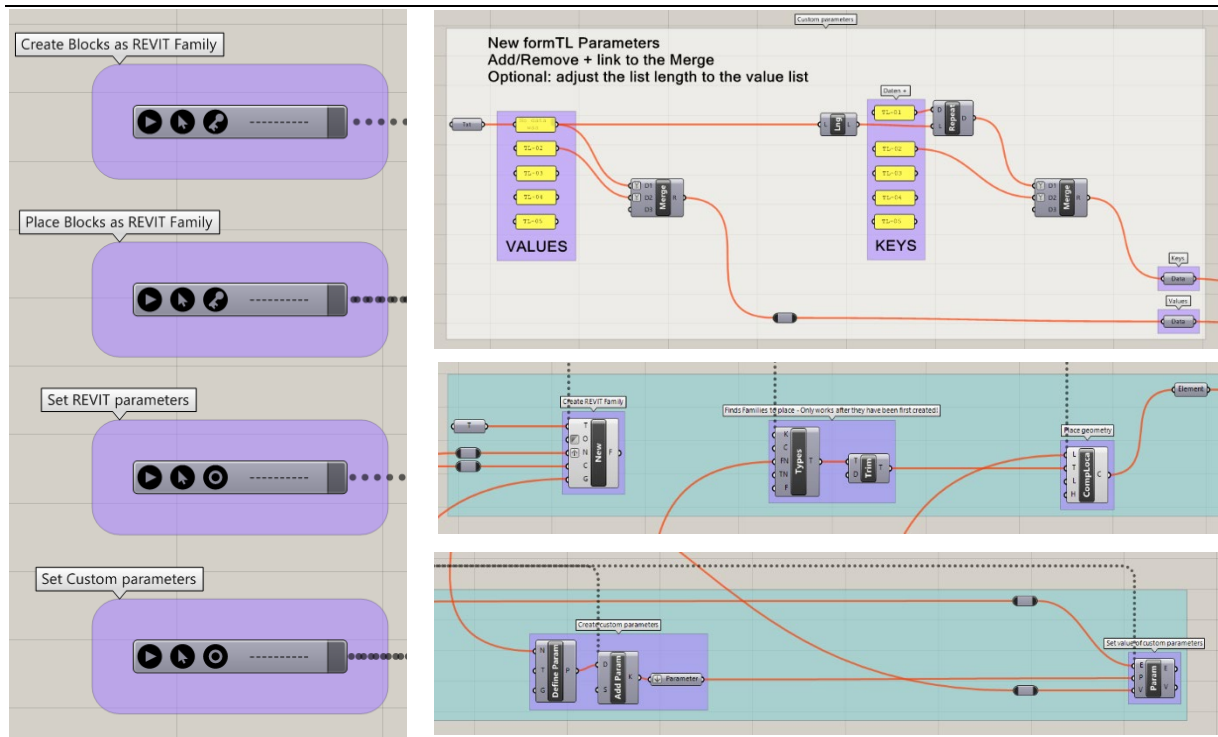 Create Blocks as REVIT Family
Place Blocks as REVIT Family
Set REVIT parameters
Set Custom parameters
Custom parameters
New formTL Parameters
Add/Remove + link to the Merge
Optional: adjust the list length to the value list
Txt
TL-02
TL-03
TL-04
TL-05
VALUES
D1
D2
D3
Merge
R
L
Lng
L
Daten +
TL-01
TL-02
TL-03
TL-04
TL-05
KEYS
D
L
Repeat
D
D1
D2
D3
Merge
R
Keys
Data
Values
Data
T
Create REVIT Family
T
O
N
C
G
New
F
Finds Families to place - Only works after they have been first created!
K
C
FN
TN
F
Types
T
T
D
Trim
T
Place geometry
L
T
L
H
CompLoca
C
Element
Create custom parameters
N
T
G
Define Param
P
D
S
Add Param
K
Parameter
Set value of custom parameters
E
P
V
Param
E
V